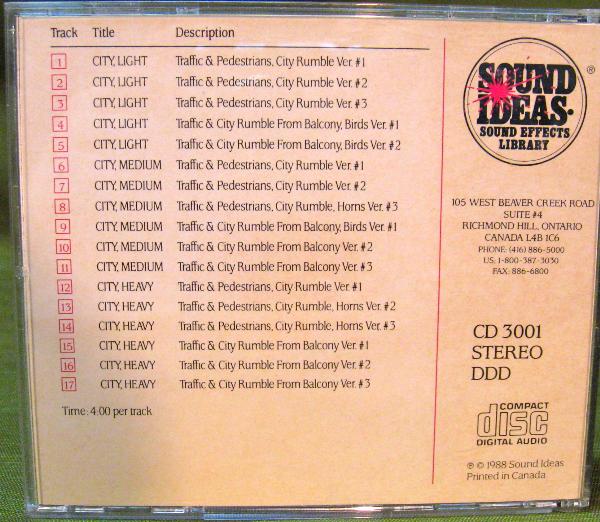 Track Title Description
1 CITY, LIGHT Traffic & Pedestrians, City Rumble Ver. #1
2 CITY, LIGHT Traffic & Pedestrians, City Rumble Ver. #2
3 CITY, LIGHT Traffic & Pedestrians, City Rumble Ver. #3
4 CITY, LIGHT Traffic & City Rumble From Balcony, Birds Ver. #1
5 CITY, LIGHT Traffic & City Rumble From Balcony, Birds Ver. #2
6 CITY, MEDIUM Traffic & Pedestrians, City Rumble Ver. #1
7 CITY, MEDIUM Traffic & Pedestrians, City Rumble Ver. #2
8 CITY, MEDIUM Traffic & Pedestrians, City Rumble, Horns Ver. #3
9 CITY, MEDIUM Traffic & City Rumble From Balcony, Birds Ver. #1
10 CITY, MEDIUM Traffic & City Rumble From Balcony Ver. #2
11 CITY, MEDIUM Traffic & City Rumble From Balcony Ver. #3
12 CITY, HEAVY Traffic & Pedestrians, City Rumble Ver. #1
13 CITY, HEAVY Traffic & Pedestrians, City Rumble, Horns Ver. #2
14 CITY, HEAVY Traffic & Pedestrians, City Rumble, Horns Ver. #3
15 CITY, HEAVY Traffic & City Rumble From Balcony Ver. #1
16 CITY, HEAVY Traffic & City Rumble From Balcony Ver. #2
17 CITY, HEAVY Traffic & City Rumble From Balcony Ver. #3
Time: 4:00 per track
SOUND ®
IDEAS·
SOUND EFFECTS
LIBRARY
105 WEST BEAVER CREEK ROAD
SUITE #4
RICHMOND HILL, ONTARIO
CANADA L4B 1C6
PHONE: (416) 886-5000
US: 1-800-387-3030
FAX: 886-6800
CD 3001
STEREO
DDD
COMPACT
disc
DIGITAL AUDIO
℗ © 1988 Sound Ideas
Printed in Canada